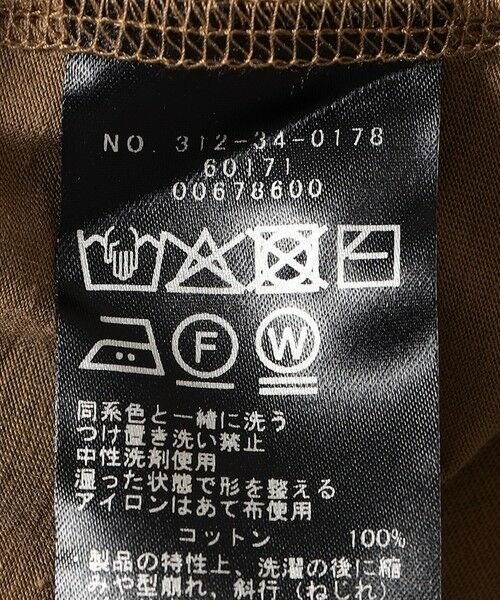 NO. 312-34-0178
60171
00678600
F W
同系色と一緒に洗う
つけ置き洗い禁止
中性洗剤使用
湿った状態で形を整える
アイロンはあて布使用
コットン 100%
製品の特性上、洗濯の後に縮
みや型崩れ、斜行(ねじれ)